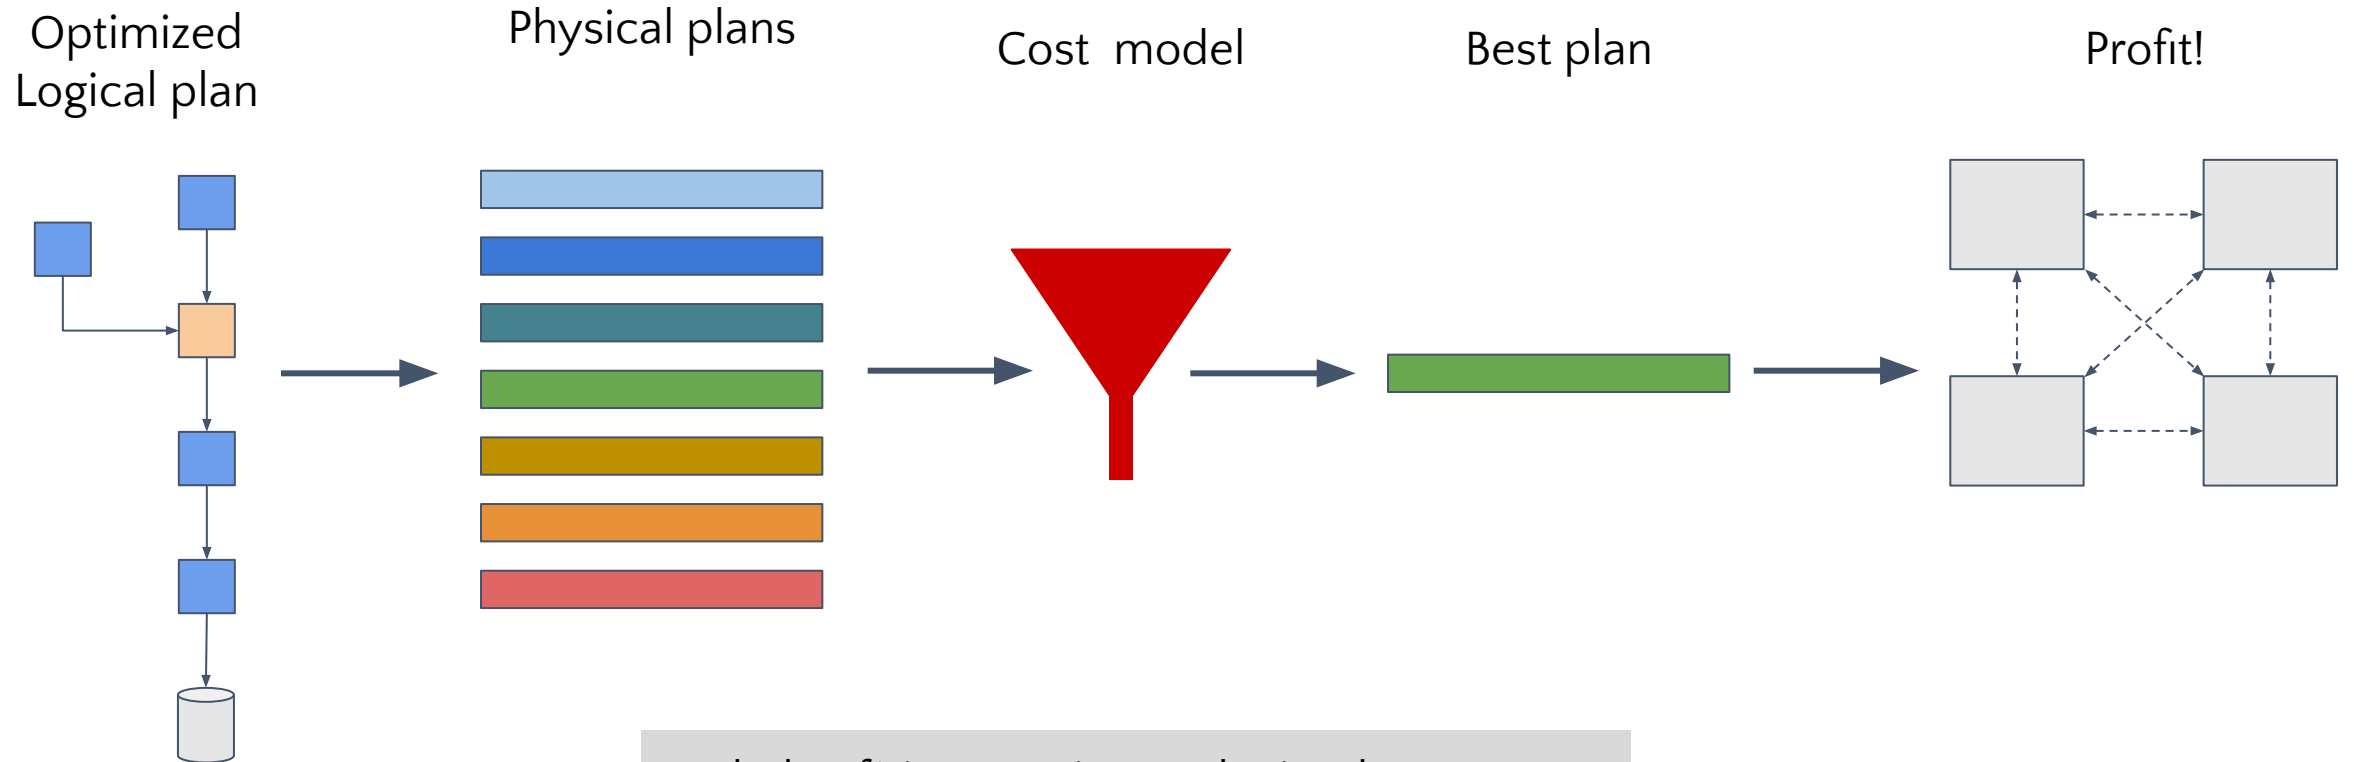 Optimized
Logical plan
Physical plans
Cost model
Best plan
Profit!